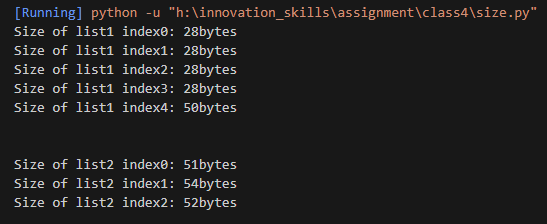 [Running] python -u "h:\innovation_skills\assignment\class4\size.py"
Size of list1 index0: 28bytes
Size of list1 index1: 28bytes
Size of list1 index2: 28bytes
Size of list1 index3: 28bytes
Size of list1 index4: 50bytes
Size of list2 index0: 51bytes
Size of list2 index1: 54bytes
Size of list2 index2: 52bytes